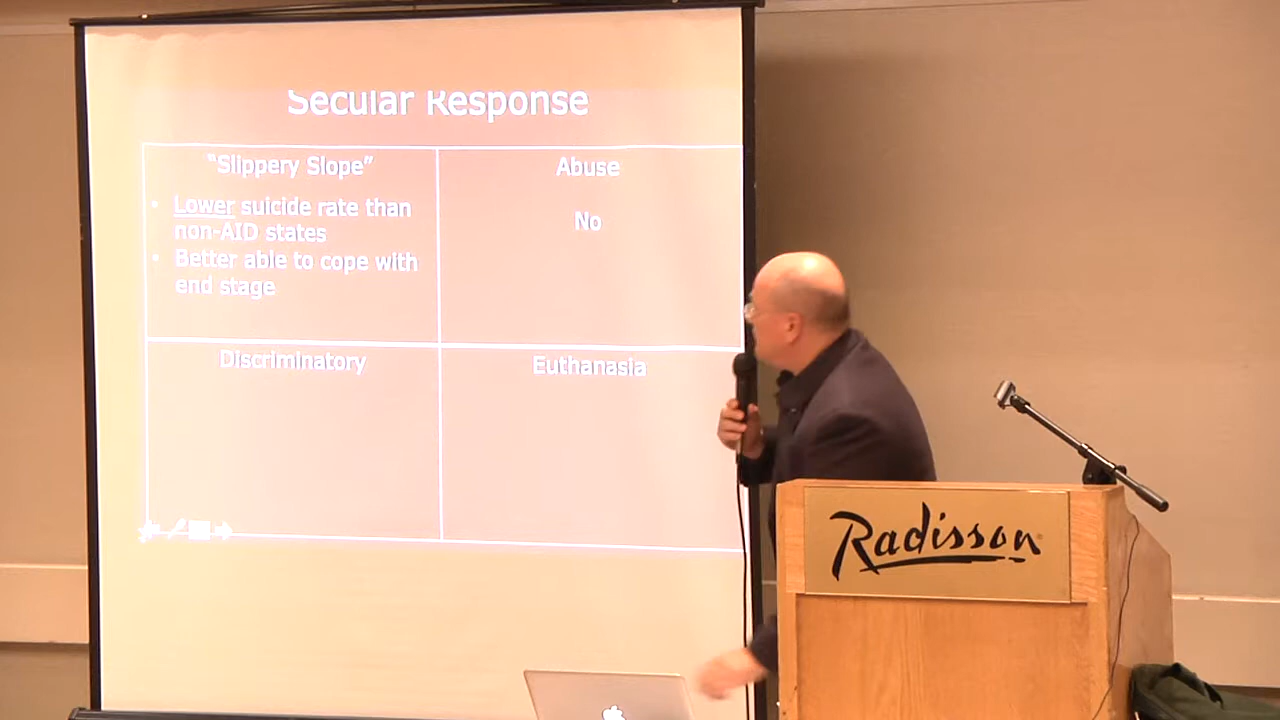 Secular Response
"Slippery Slope"
• Lower suicide rate than
non-AID states
• Better able to cope with
end stage
Abuse
No
Discriminatory
Euthanasia
Radisson